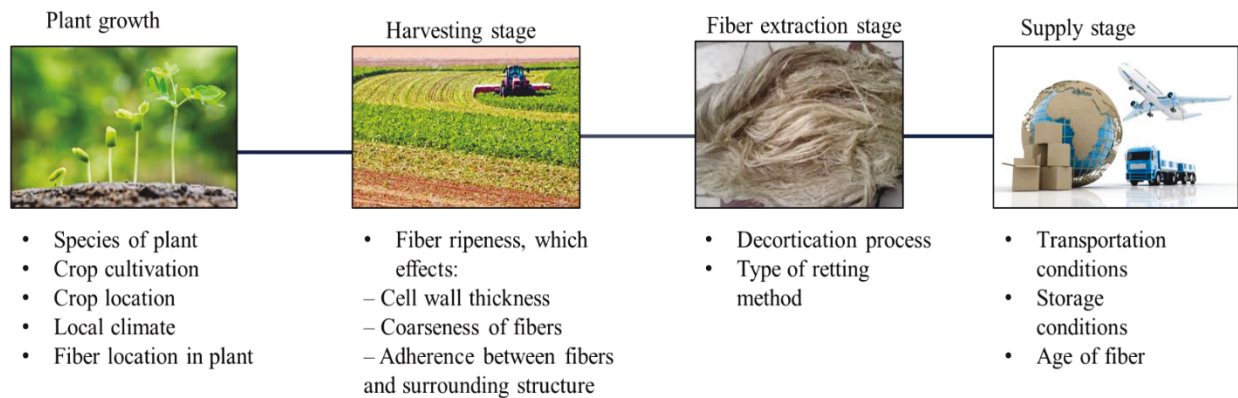 Plant growth
Harvesting stage
Fiber extraction stage
Supply stage
• Species of plant
• Crop cultivation
• Crop location
• Local climate
• Fiber location in plant
• Fiber ripeness, which
effects:
– Cell wall thickness
– Coarseness of fibers
– Adherence between fibers
and surrounding structure
• Decortication process
• Type of retting
method
• Transportation
conditions
• Storage
conditions
• Age of fiber